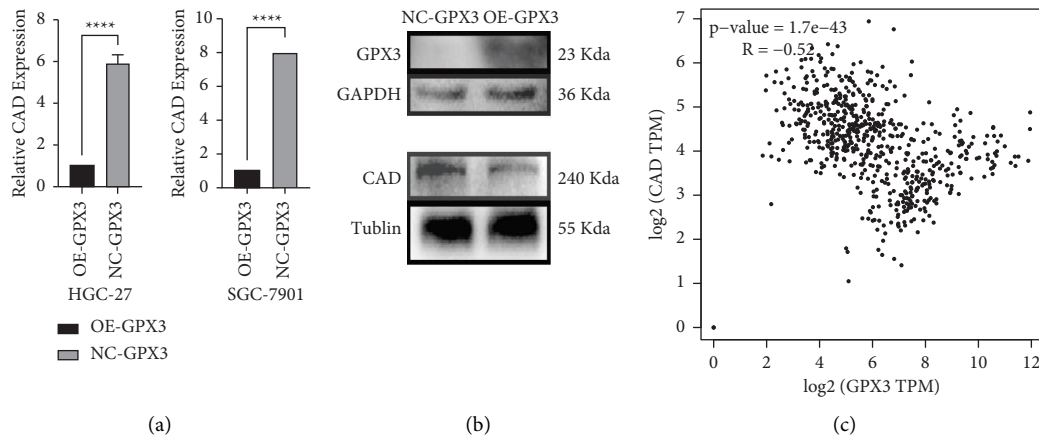 Relative CAD Expression
8
6
4
2
0
****
OE-GPX3
NC-GPX3
HGC-27
Relative CAD Expression
10
8
6
4
2
0
****
OE-GPX3
NC-GPX3
SGC-7901
OE-GPX3
NC-GPX3
(a)
NC-GPX3 OE-GPX3
GPX3 23 Kda
GAPDH 36 Kda
CAD 240 Kda
Tublin 55 Kda
(b)
p-value = 1.7e−43
R = −0.52
log2 (CAD TPM)
7
6
5
4
3
2
1
0
0 2 4 6 8 10 12
log2 (GPX3 TPM)
(c)